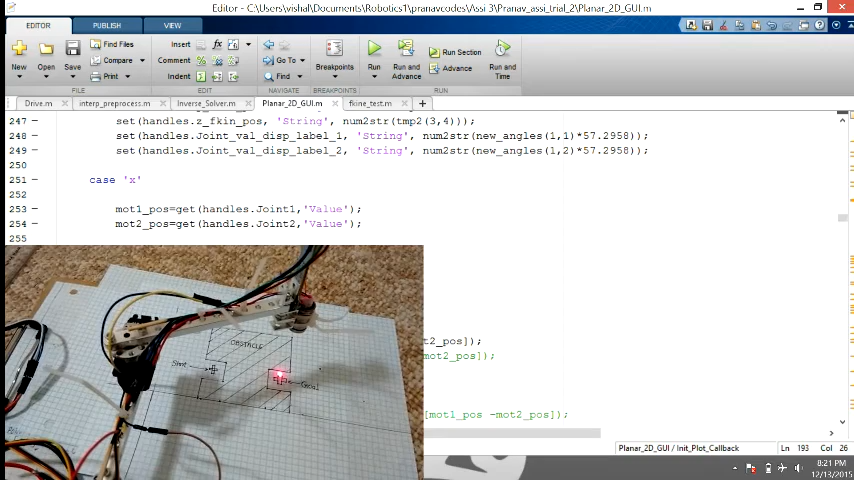 Editor - C:\Users\vishal\Documents\Robotics1\pranavcodes\Assi 3\Pranav_assi_trial_2\Planar_2D_GUI.m
EDITOR PUBLISH VIEW
New Open Save Find Files Compare Print Insert Comment Indent fx Go To Find Breakpoints Run Run and Advance Run Section Advance Run and Time
FILE EDIT NAVIGATE BREAKPOINTS RUN
Drive.m interp_preprocess.m Inverse_Solver.m Planar_2D_GUI.m fkine_test.m
247 set(handles.z_fkin_pos, 'String', num2str(tmp2(3,4)));
248 set(handles.Joint_val_disp_label_1, 'String', num2str(new_angles(1,1)*57.2958));
249 set(handles.Joint_val_disp_label_2, 'String', num2str(new_angles(1,2)*57.2958));
250
251 case 'x'
252
253 mot1_pos=get(handles.Joint1,'Value');
254 mot2_pos=get(handles.Joint2,'Value');
255
t2_pos]);
mot2_pos]);
[mot1_pos -mot2_pos]);
OBSTACLE
Start
Goal
Planar_2D_GUI / Init_Plot_Callback Ln 193 Col 26
8:21 PM
12/13/2015